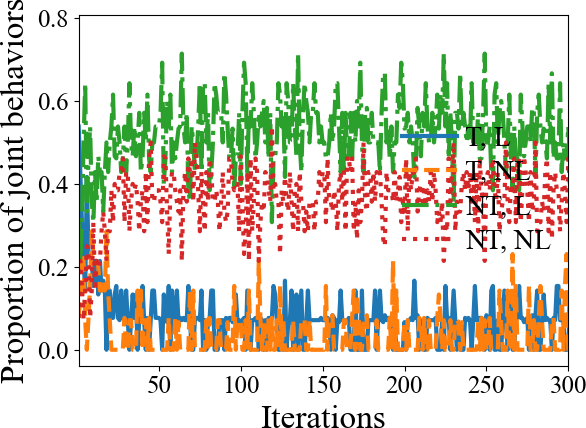 Proportion of joint behaviors
0.8
0.6
0.4
0.2
0.0
T, L
T, NL
NT, L
NT, NL
50
100
150
200
250
300
Iterations